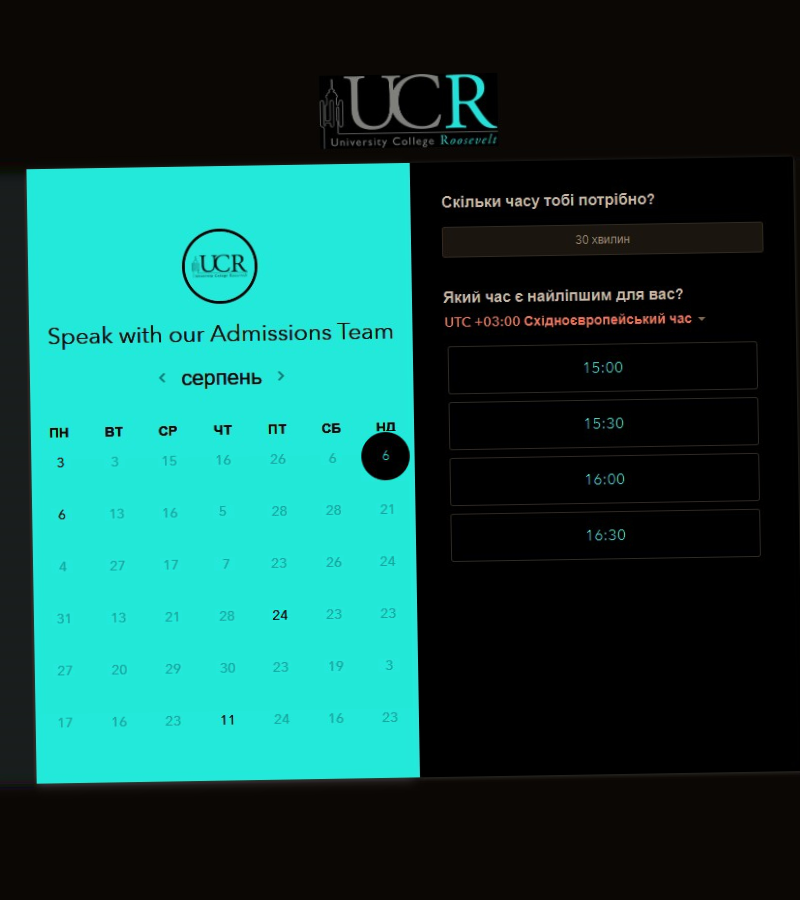 UCR
University College Roosevelt
UCR
University College Roosevelt
Speak with our Admissions Team
< серпень >
ПН ВТ СР ЧТ ПТ СБ НД
3 3 15 16 26 6 6
6 13 16 5 28 28 21
4 27 17 7 23 26 24
31 13 21 28 24 23 23
27 20 29 30 23 19 3
17 16 23 11 24 16 23
Скільки часу тобі потрібно?
30 хвилин
Який час є найліпшим для вас?
UTC +03:00 Східноєвропейський час
15:00
15:30
16:00
16:30